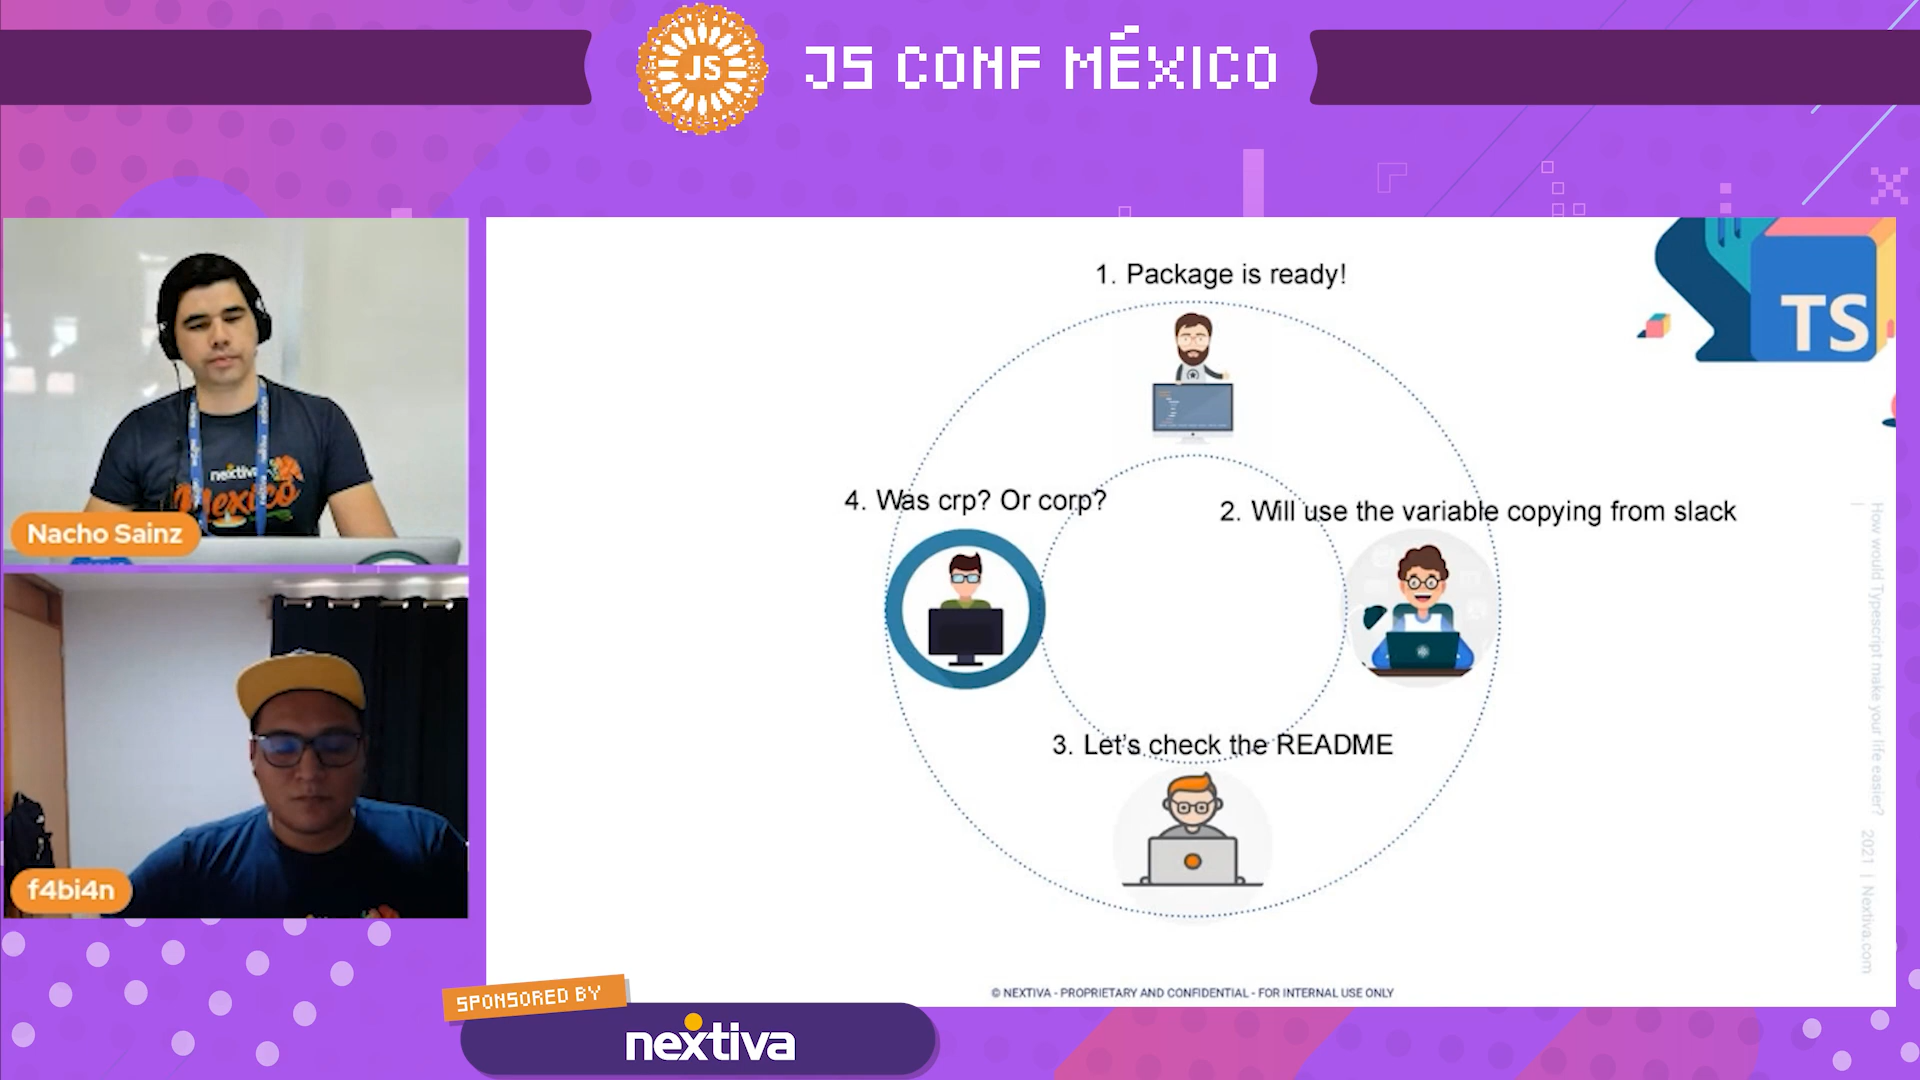 JS
JS CONF MÉXICO
nextiva
Mexico
Nacho Sainz
f4bi4n
1. Package is ready!
TS
4. Was crp? Or corp?
2. Will use the variable copying from slack
3. Let's check the README
How would Typescript make your life easier?
2021 | Nextiva.com
© NEXTIVA - PROPRIETARY AND CONFIDENTIAL - FOR INTERNAL USE ONLY
SPONSORED BY
nextiva